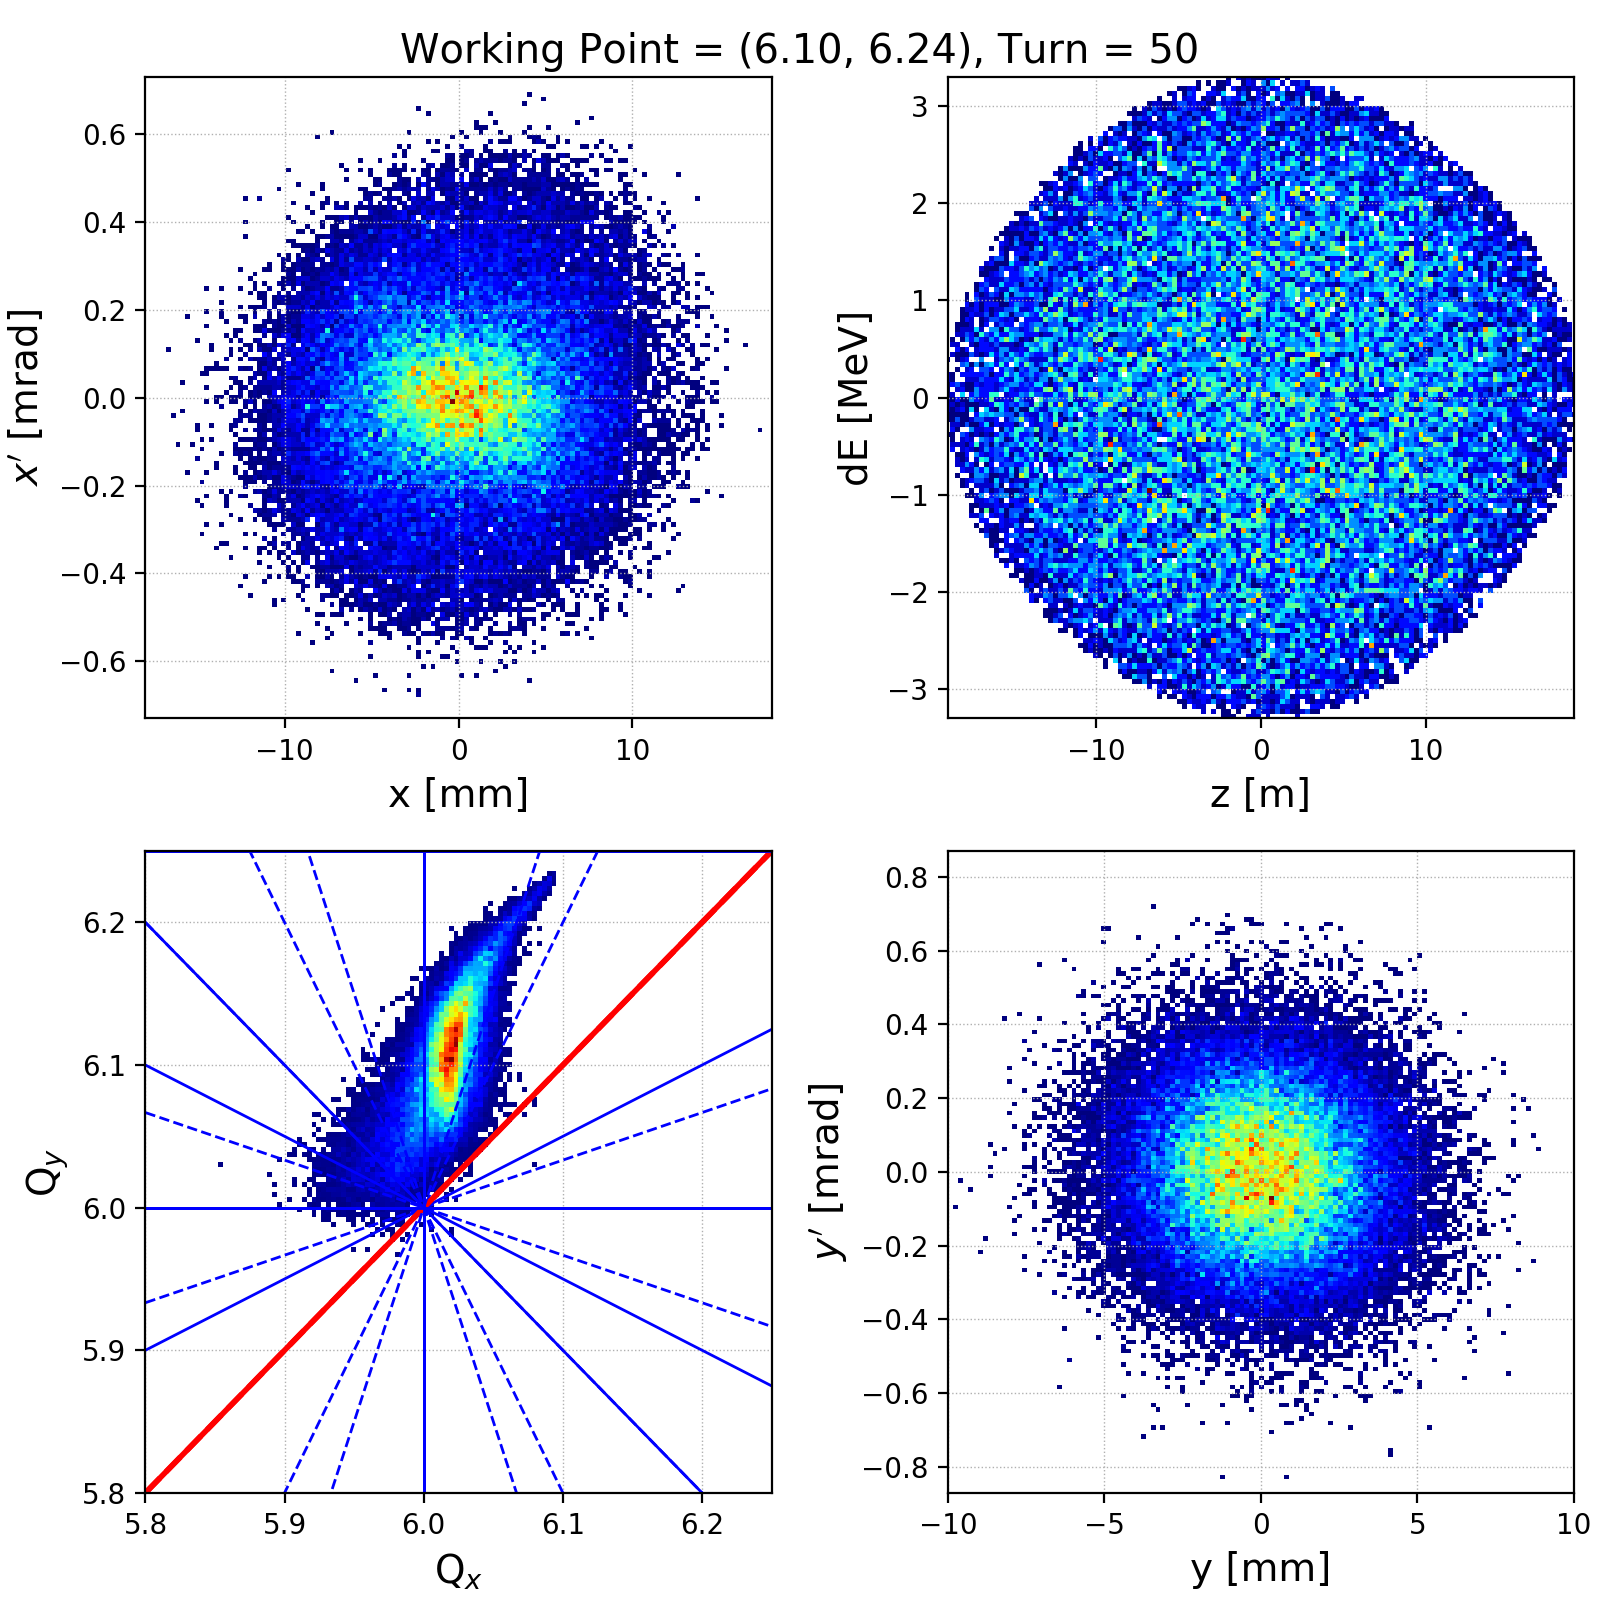 Working Point = (6.10, 6.24), Turn = 50
0.6
0.4
0.2
0.0
−0.2
−0.4
−0.6
x′ [mrad]
−10 0 10
x [mm]
3
2
1
0
−1
−2
−3
dE [MeV]
−10 0 10
z [m]
6.2
6.1
6.0
5.9
5.8
Qy
5.8 5.9 6.0 6.1 6.2
Qx
0.8
0.6
0.4
0.2
0.0
−0.2
−0.4
−0.6
−0.8
y′ [mrad]
−10 −5 0 5 10
y [mm]